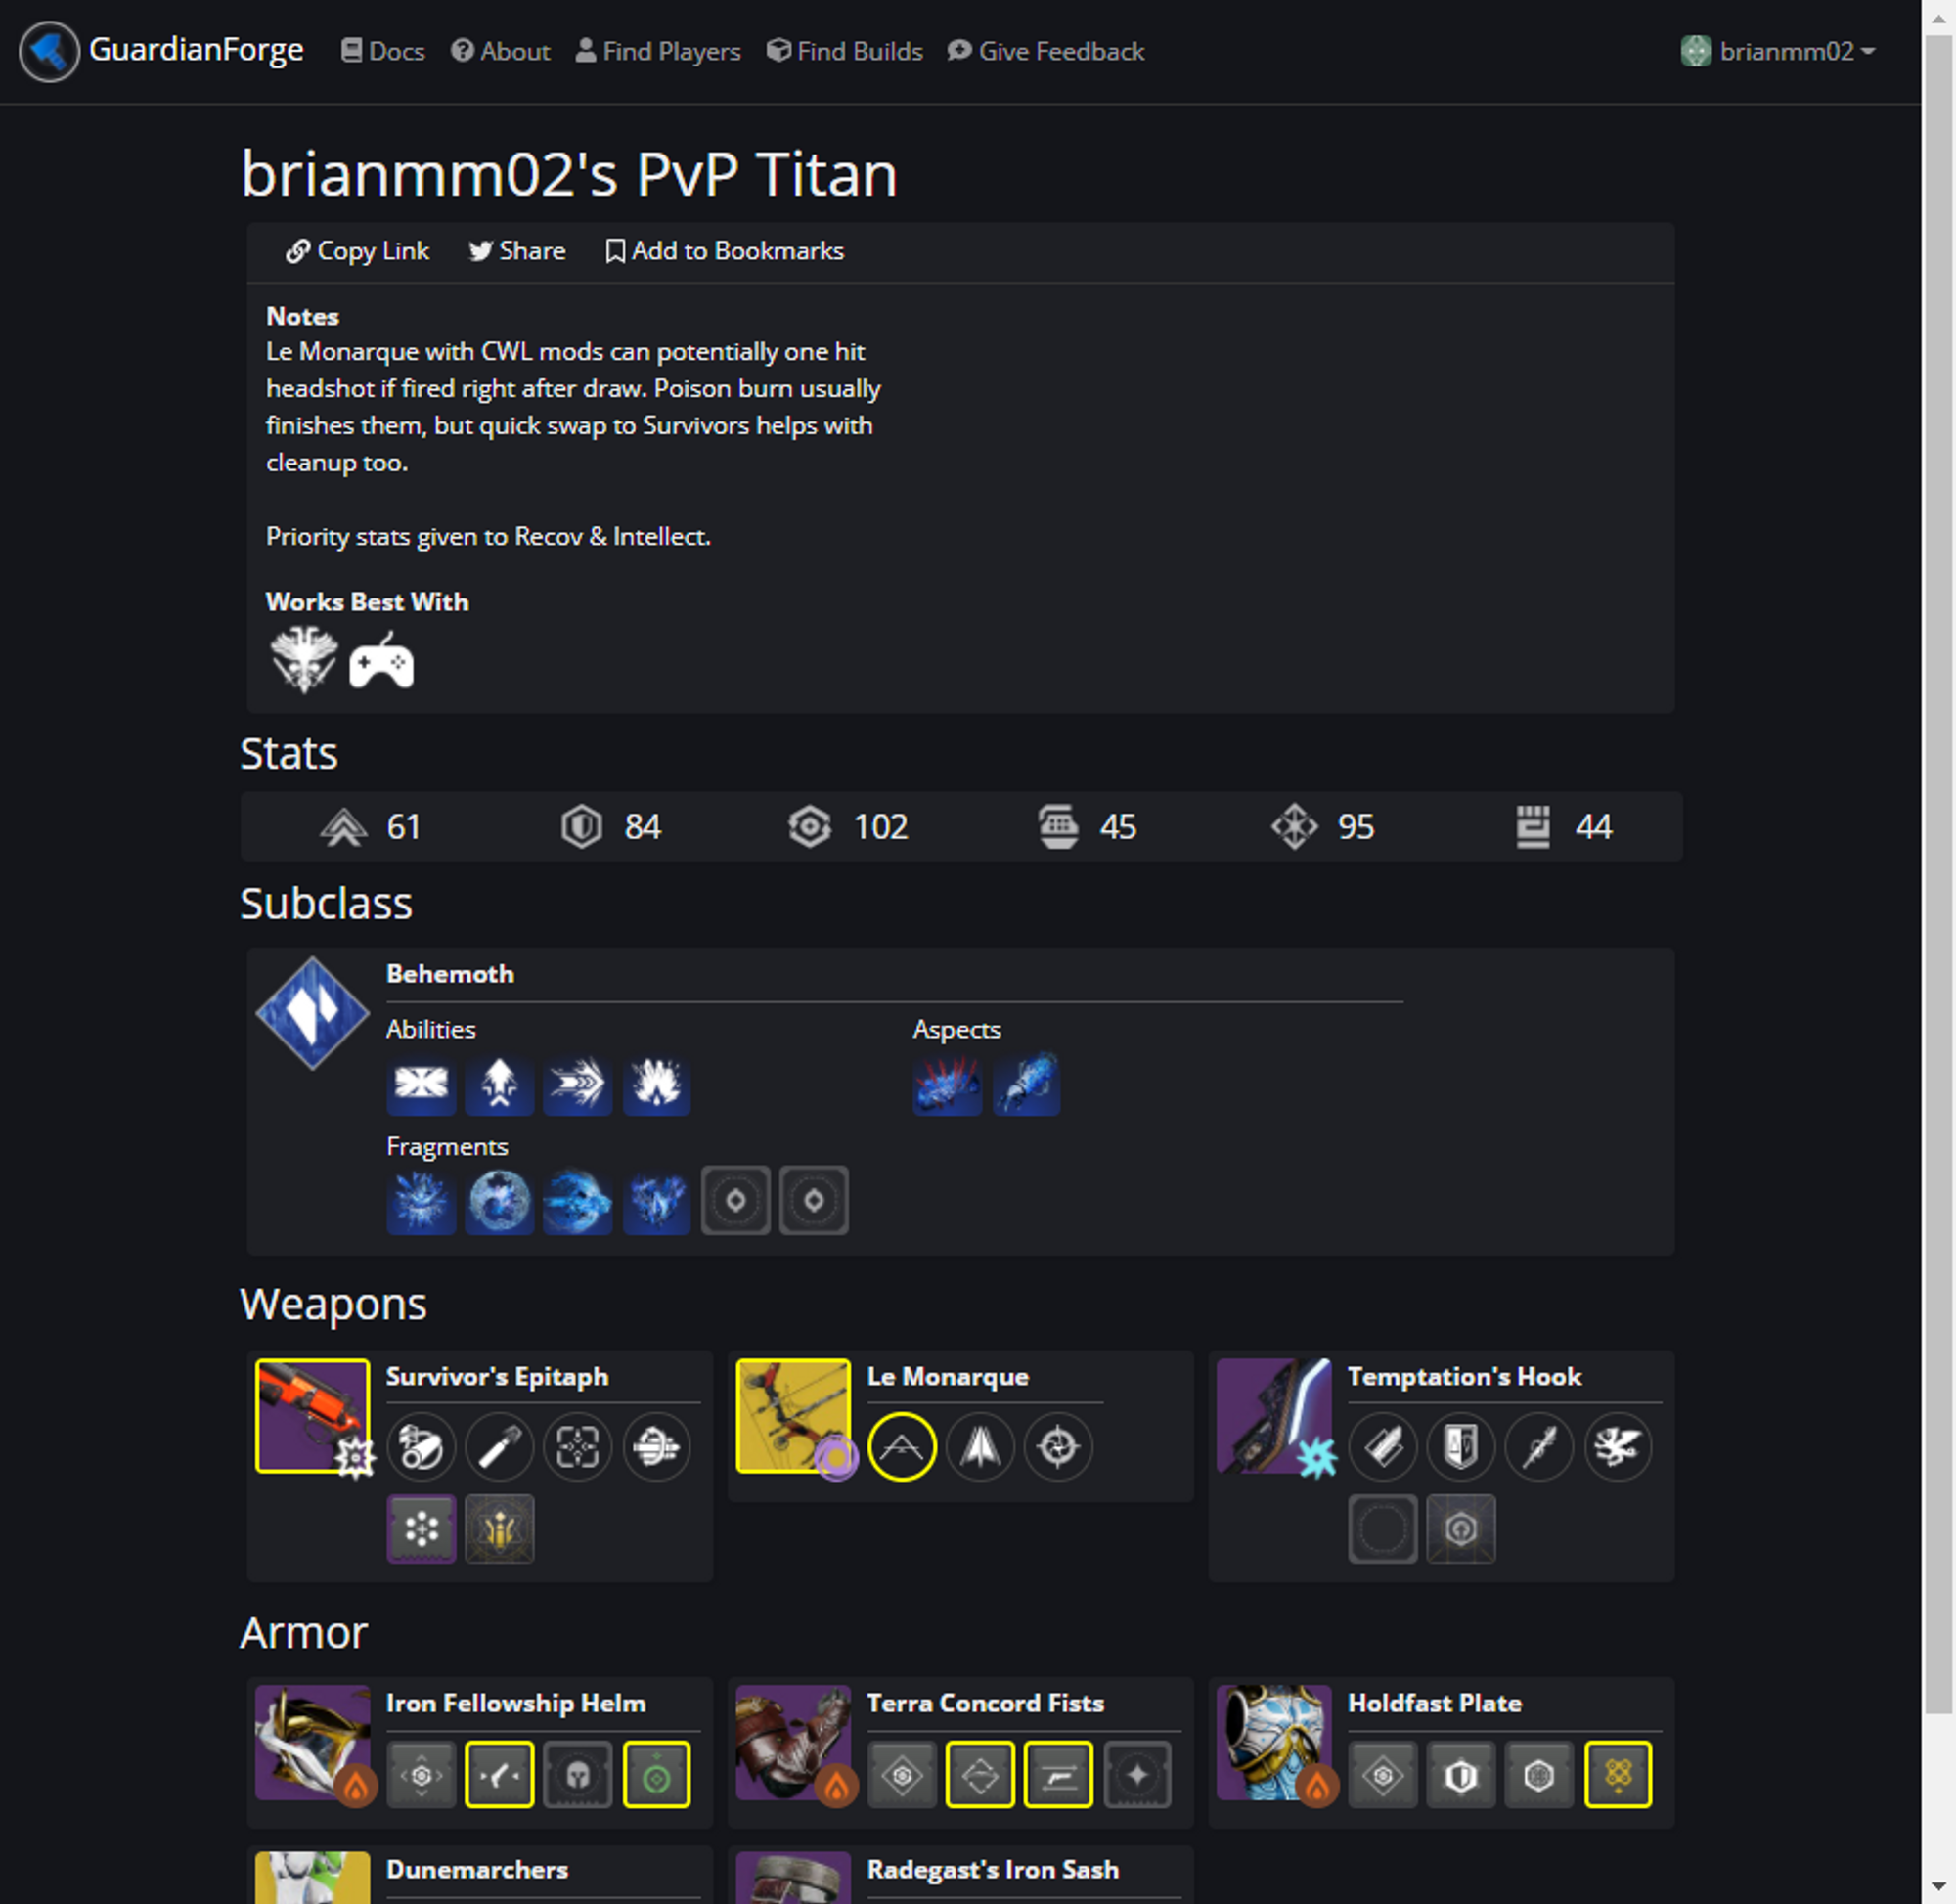 GuardianForge Docs About Find Players Find Builds Give Feedback brianmm02
brianmm02's PvP Titan
Copy Link Share Add to Bookmarks
Notes
Le Monarque with CWL mods can potentially one hit
headshot if fired right after draw. Poison burn usually
finishes them, but quick swap to Survivors helps with
cleanup too.
Priority stats given to Recov & Intellect.
Works Best With
Stats
61 84 102 45 95 44
Subclass
Behemoth
Abilities Aspects
Fragments
Weapons
Survivor's Epitaph Le Monarque Temptation's Hook
Armor
Iron Fellowship Helm Terra Concord Fists Holdfast Plate
Dunemarchers Radegast's Iron Sash